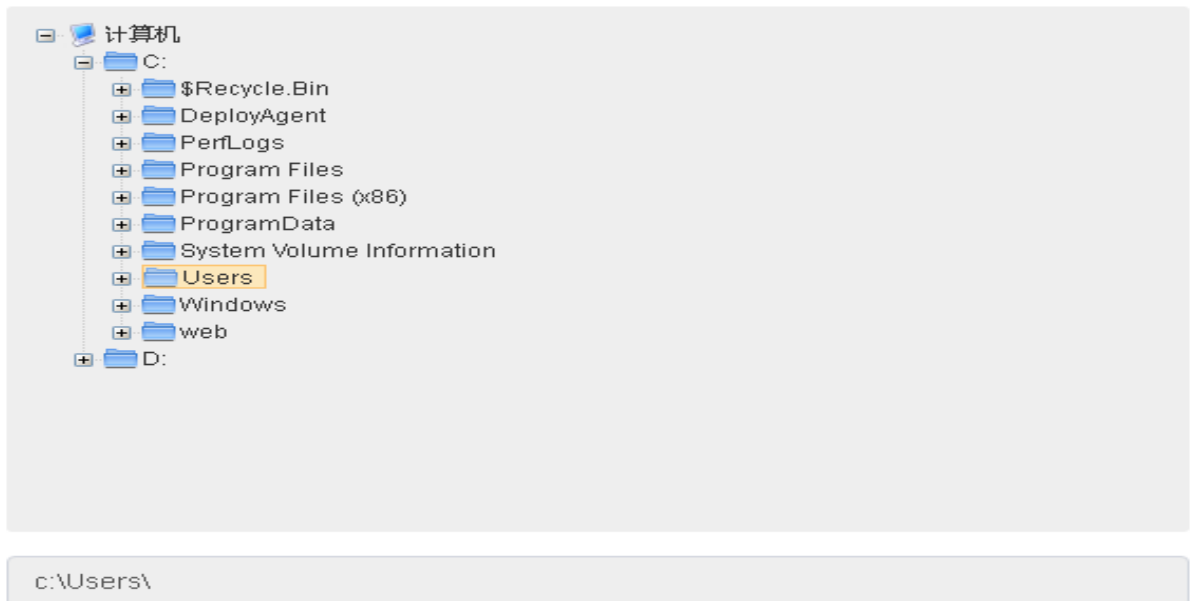 计算机
C:
$Recycle.Bin
DeployAgent
PerfLogs
Program Files
Program Files (x86)
ProgramData
System Volume Information
Users
Windows
web
D:
c:\Users\